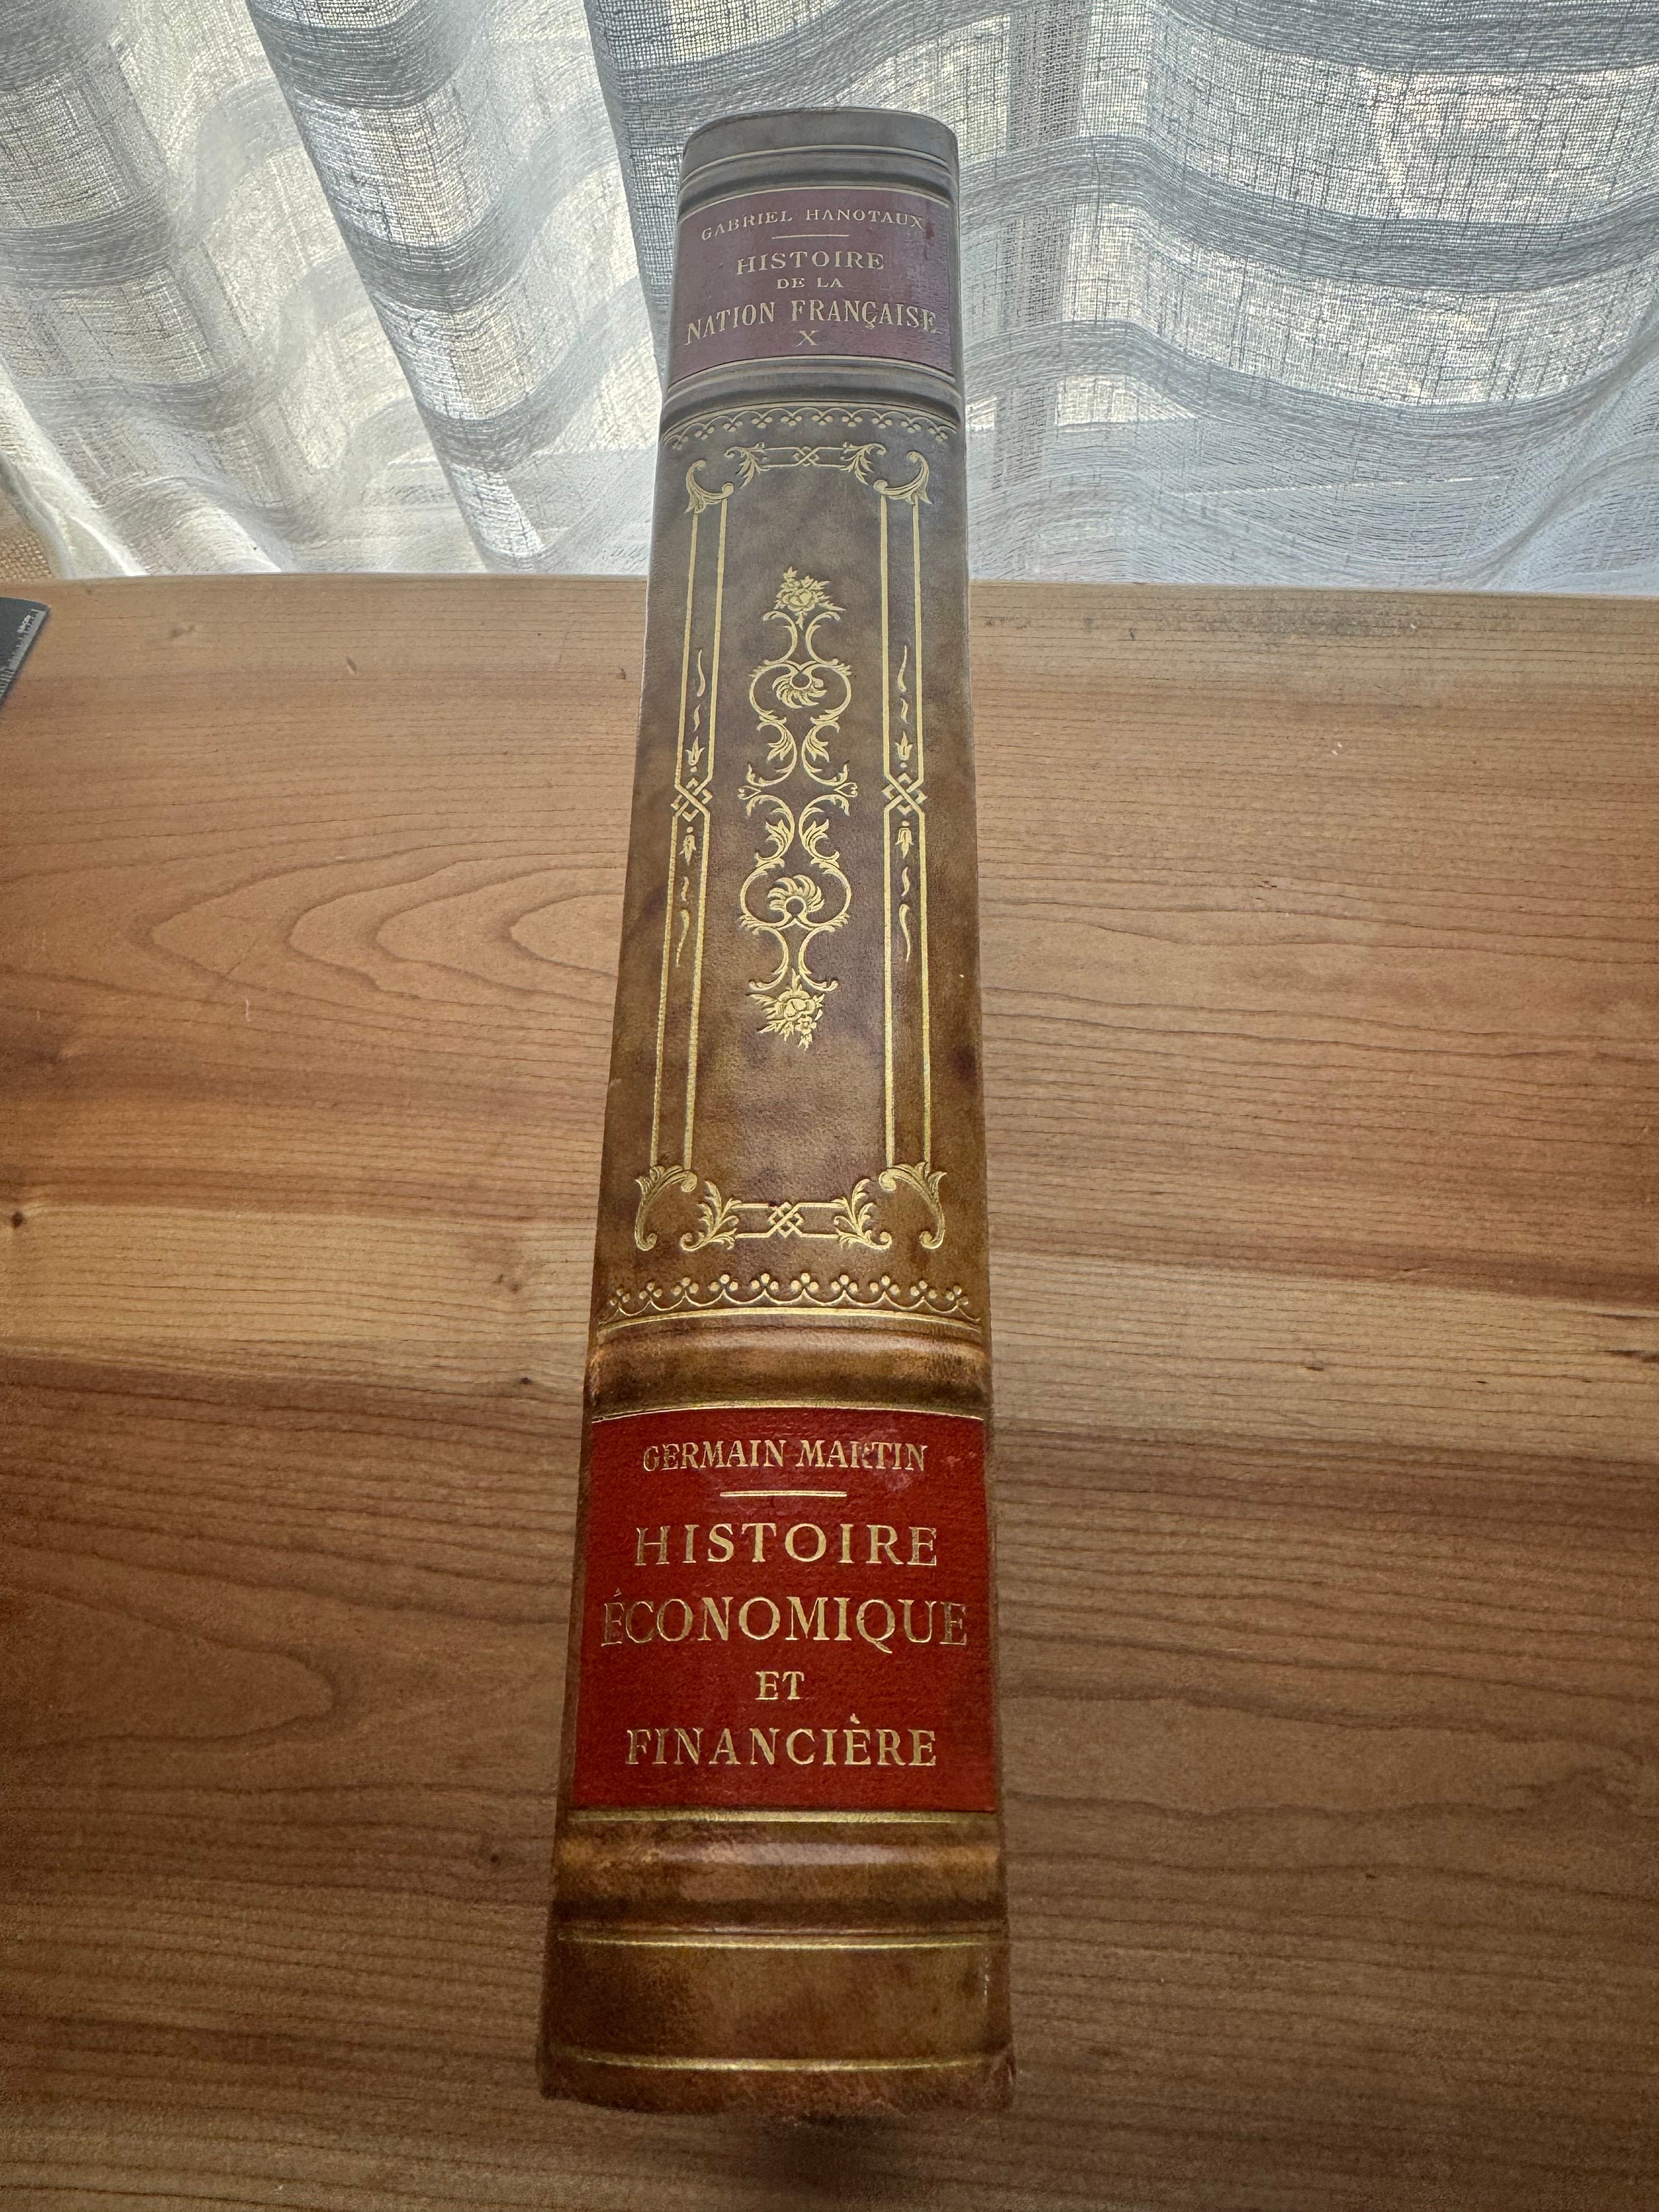 GABRIEL HANOTAUX
HISTOIRE
DE LA
NATION FRANÇAISE
X
GERMAIN MARTIN
HISTOIRE
ÉCONOMIQUE
ET
FINANCIÈRE